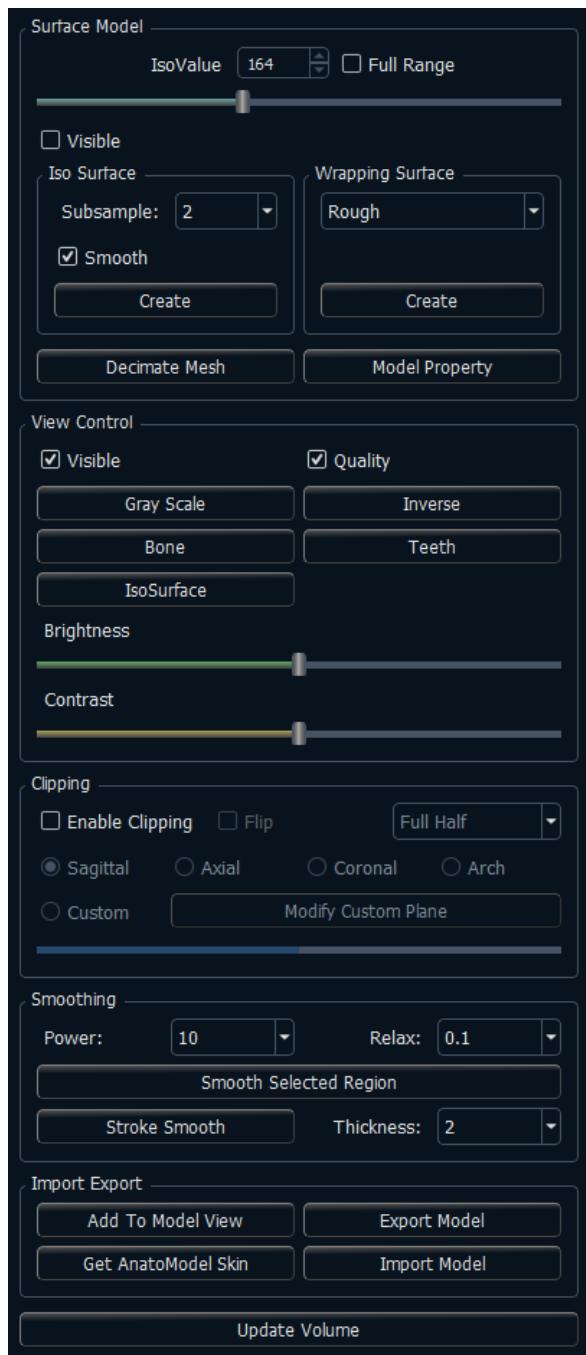 Surface Model
IsoValue 164 Full Range
Visible
Iso Surface Wrapping Surface
Subsample: 2 Rough
Smooth
Create Create
Decimate Mesh Model Property
View Control
Visible Quality
Gray Scale Inverse
Bone Teeth
IsoSurface
Brightness
Contrast
Clipping
Enable Clipping Flip Full Half
Sagittal Axial Coronal Arch
Custom Modify Custom Plane
Smoothing
Power: 10 Relax: 0.1
Smooth Selected Region
Stroke Smooth Thickness: 2
Import Export
Add To Model View Export Model
Get AnatoModel Skin Import Model
Update Volume